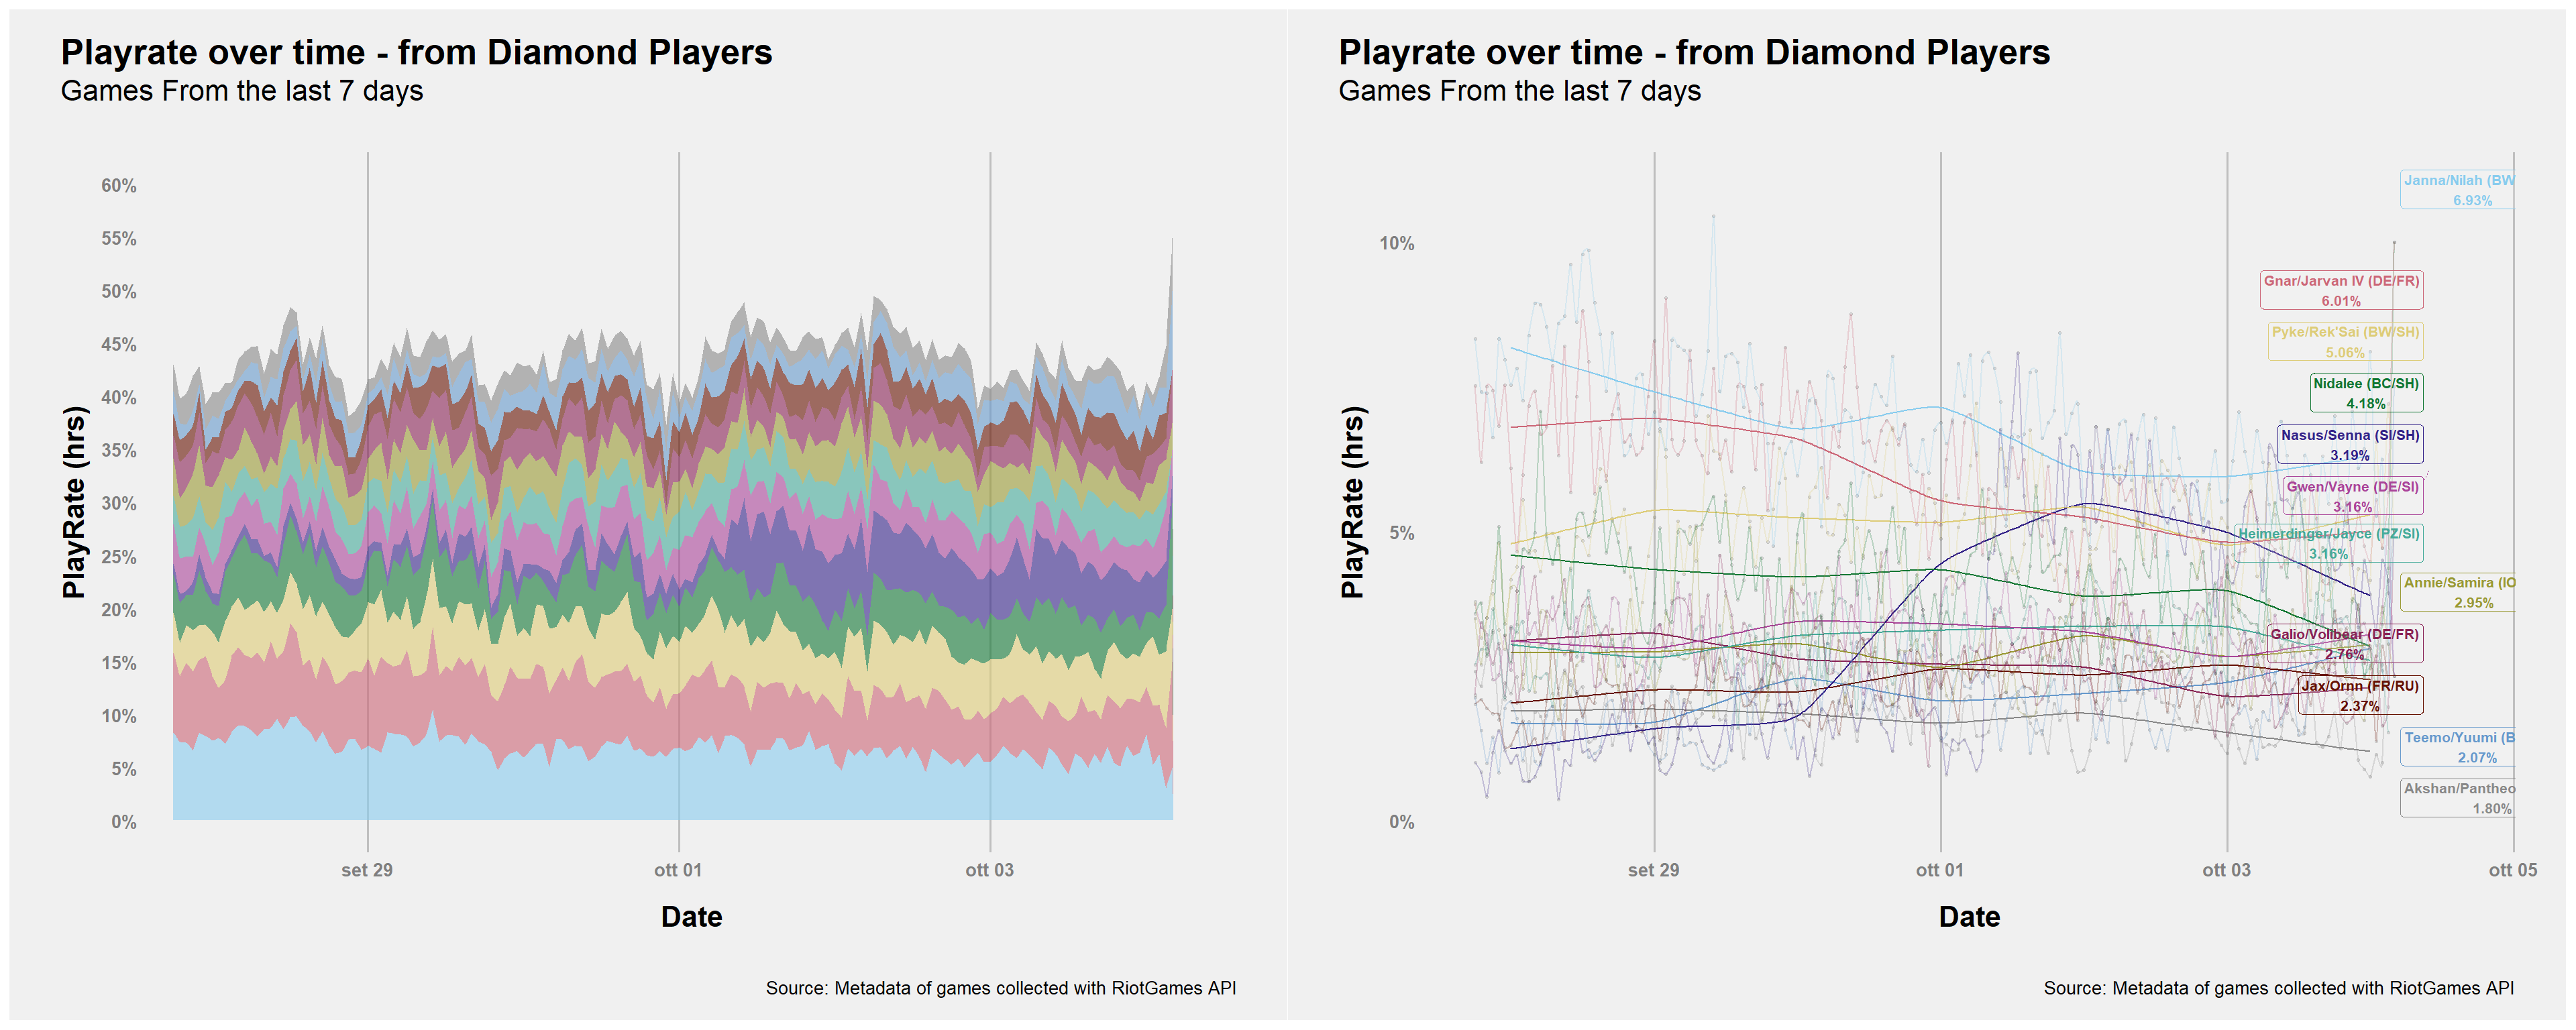 Playrate over time - from Diamond Players
Games From the last 7 days
60%
55%
50%
45%
40%
35%
30%
25%
20%
15%
10%
5%
0%
PlayRate (hrs)
set 29
ott 01
ott 03
Date
Source: Metadata of games collected with RiotGames API
Playrate over time - from Diamond Players
Games From the last 7 days
10%
5%
0%
PlayRate (hrs)
Janna/Nilah (BW
6.93%
Gnar/Jarvan IV (DE/FR)
6.01%
Pyke/Rek'Sai (BW/SH)
5.06%
Nidalee (BC/SH)
4.18%
Nasus/Senna (SI/SH)
3.19%
Gwen/Vayne (DE/SI)
3.16%
Heimerdinger/Jayce (PZ/SI)
3.16%
Annie/Samira (IO
2.95%
Galio/Volibear (DE/FR)
2.76%
Jax/Ornn (FR/RU)
2.37%
Teemo/Yuumi (B
2.07%
Akshan/Pantheo
1.80%
set 29
ott 01
ott 03
ott 05
Date
Source: Metadata of games collected with RiotGames API